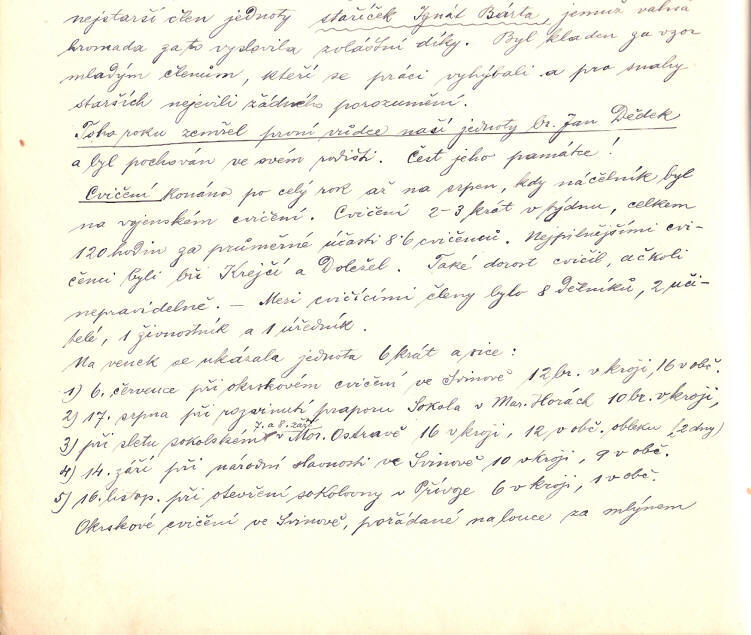 nejstarší člen jednoty stařiček Ignát Bárta, jemuž valná
hromada za to vyslovila zvláštní díky. Byl kladen za vzor
mladým členům, kteří se práci vyhýbali a pro snahy
starších nejevili žádného porozumění.
Toho roku zemřel první vůdce naší jednoty br. Jan Dědek
a byl pochován ve svém rodišti. Čest jeho památce!
Cvičení konáno po celý rok až na srpen, kdy náčelník byl
na vojenském cvičení. Cvičení 2-3 krát v týdnu, celkem
120 hodin za průměrné účasti 8·6 cvičenců. Nejpilnějšími cvi-
čenci byli bři Krejčí a Doležel. Také dorost cvičil, ačkoli
nepravidelně. — Mezi cvičícími členy bylo 8 dělníků, 2 uči-
telé, 1 živnostník a 1 úředník.
Na venek se ukázala jednota 6 krát a sice:
1) 6. července při okrskovém cvičení ve Svinově 12 br. v kroji, 16 v obč.
2) 17. srpna při rozvinutí praporu Sokola v Mar. Horách 10 br. v kroji,
3) při sletu sokolském 7. a 8. září v Mor. Ostravě 16 v kroji, 12 v obč. obleku (2 dny)
4) 14. září při národní slavnosti ve Svinově 10 v kroji, 9 v obč.
5) 16. listop. při otevření sokolovny v Přívoze 6 v kroji, 1 v obč.
Okrskové cvičení ve Svinově, pořádané na louce za mlýnem